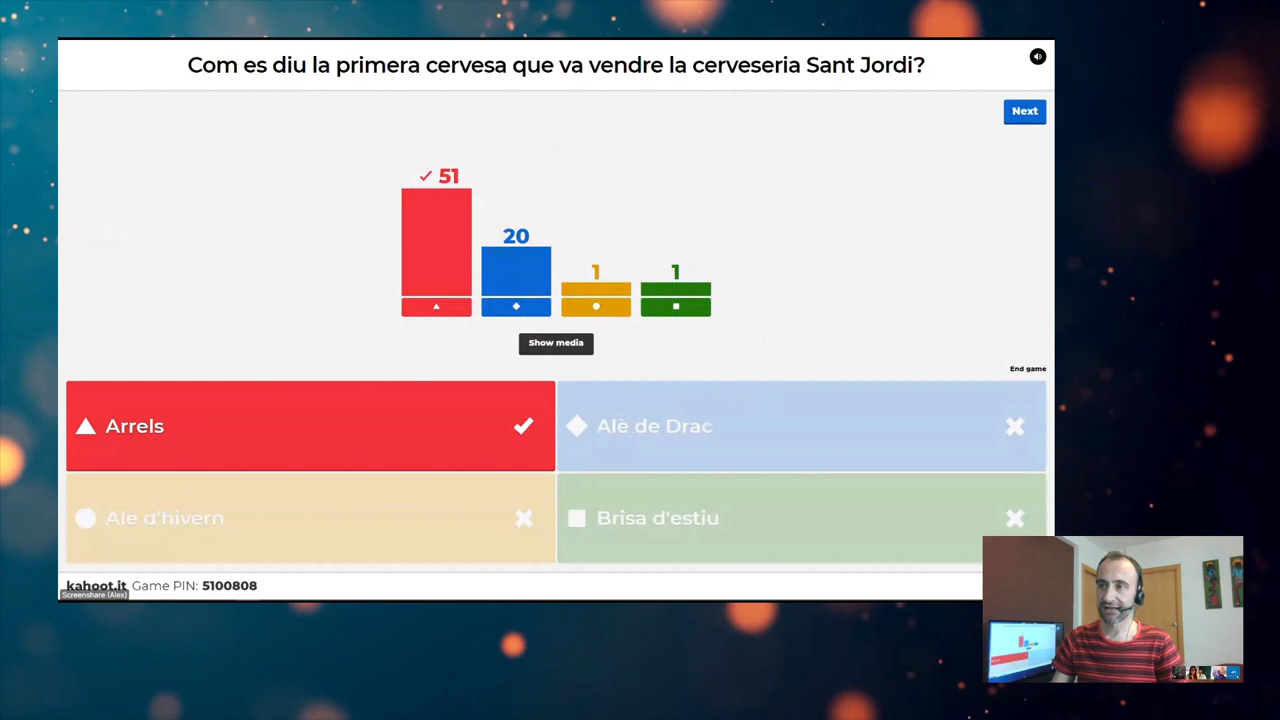 Com es diu la primera cervesa que va vendre la cerveseria Sant Jordi?
Next
51
20
1
1
Show media
End game
Arrels
Alè de Drac
Ale d'hivern
Brisa d'estiu
kahoot.it Game PIN: 5100808
Screenshare (Alex)